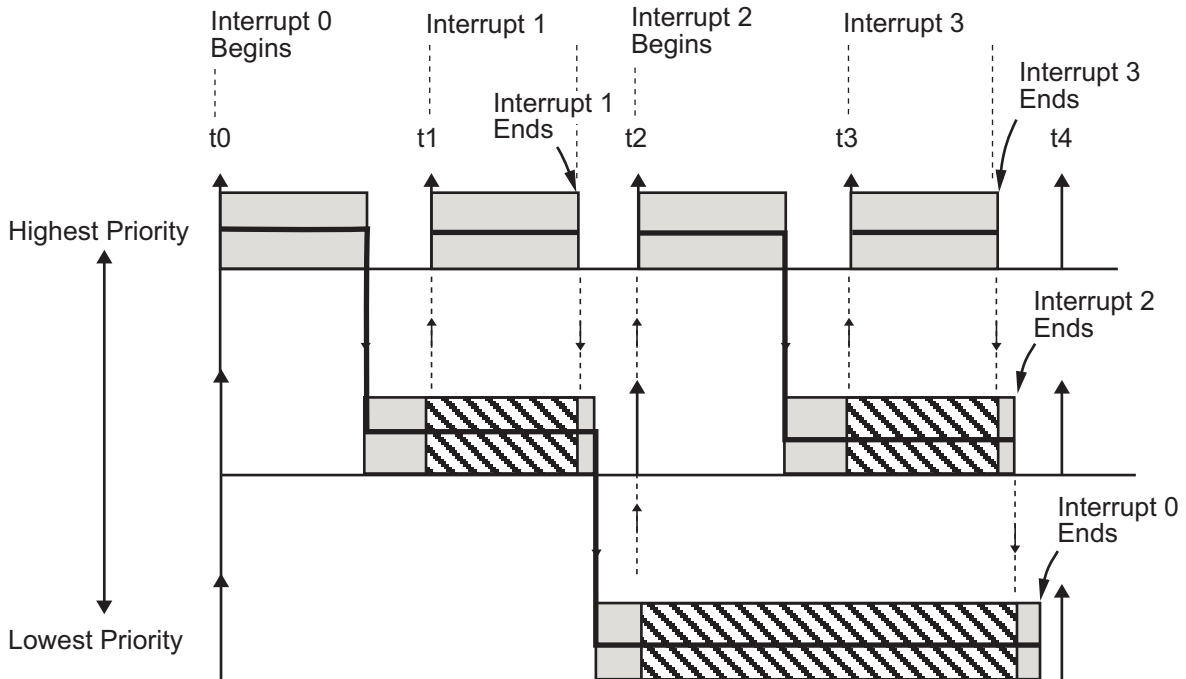 Interrupt 0
Begins
Interrupt 1
Interrupt 2
Begins
Interrupt 3
Interrupt 3
Ends
Interrupt 1
Ends
t0
t1
t2
t3
t4
Highest Priority
Interrupt 2
Ends
Interrupt 0
Ends
Lowest Priority